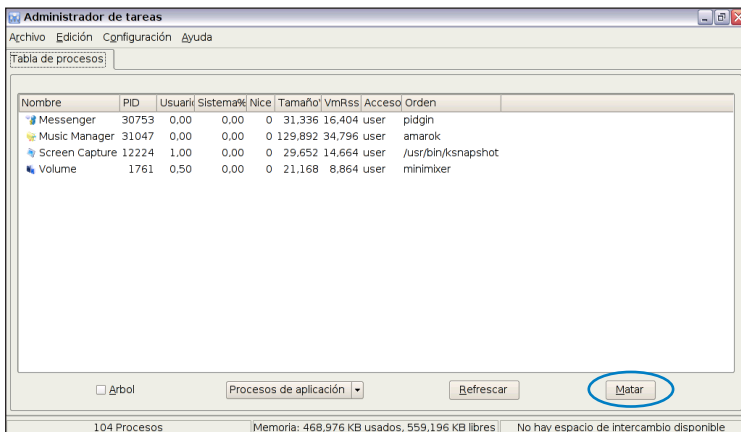 Administrador de tareas
Archivo Edición Configuración Ayuda
Tabla de procesos
Nombre PID Usuario Sistema% Nice Tamaño VmRss Acceso Orden
Messenger 30753 0,00 0,00 0 31,336 16,404 user pidgin
Music Manager 31047 0,00 0,00 0 129,892 34,796 user amarok
Screen Capture 12224 1,00 0,00 0 29,652 14,664 user /usr/bin/ksnapshot
Volume 1761 0,50 0,00 0 21,168 8,864 user minimixer
Arbol Procesos de aplicación Refrescar Matar
104 Procesos Memoria: 468,976 KB usados, 559,196 KB libres No hay espacio de intercambio disponible